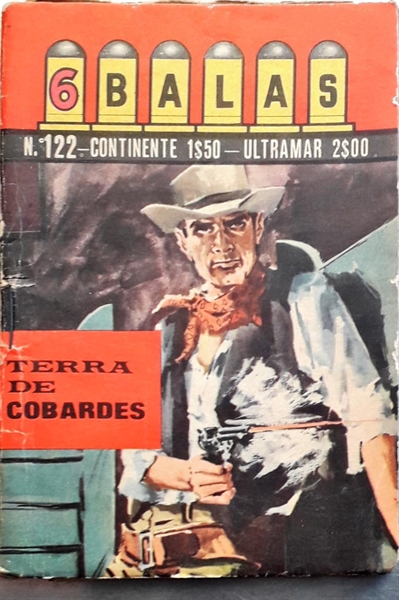 6 BALAS
N.º 122 - CONTINENTE 1$50 - ULTRAMAR 2$00
TERRA
DE
COBARDES